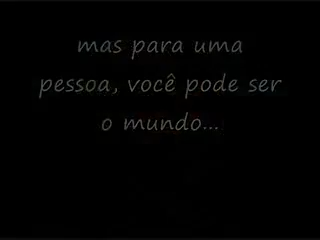 mas para uma
pessoa, você pode ser
o mundo...